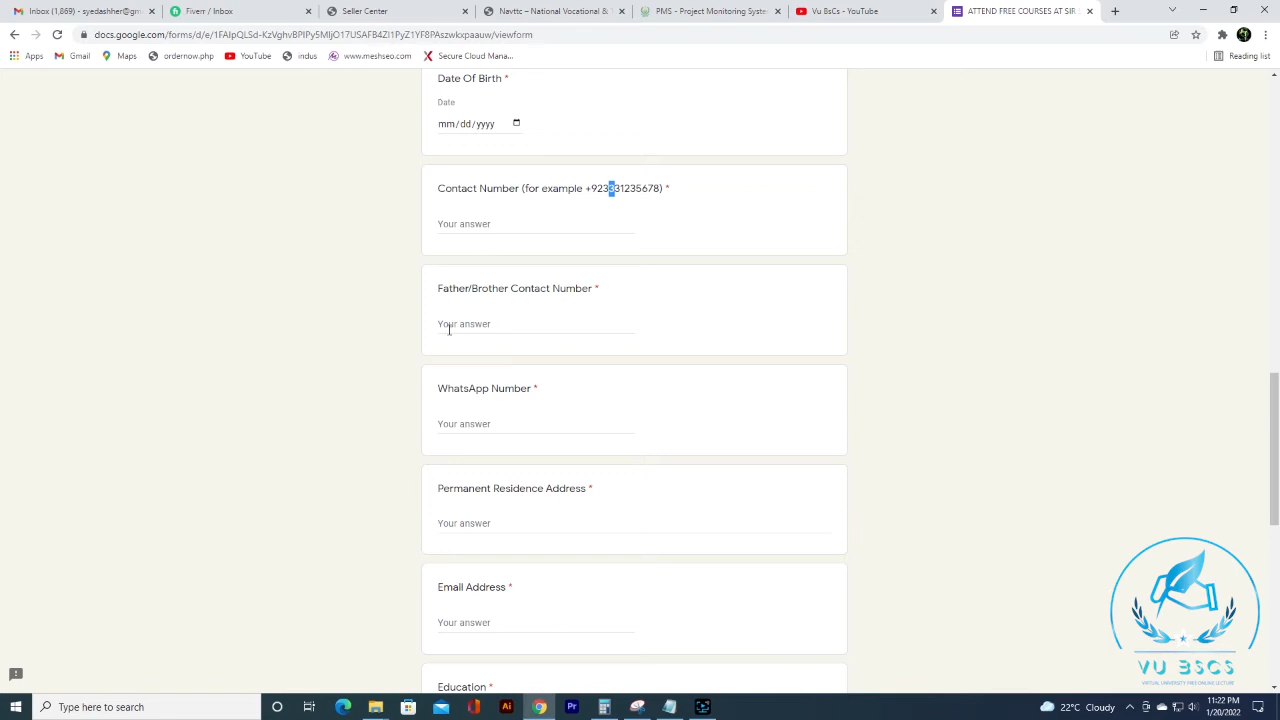 Inbox (1,869) - syedashher@gm
Fiverr / Inbox
Seller Center
Navttc – National Vocational &
PMS - Project Monitoring System
Vu BsCs - YouTube
ATTEND FREE COURSES AT SIR
docs.google.com/forms/d/e/1FAIpQLSd-KzVghvBPIPy5MIjO17USAFB4ZI1PyZ1YF8PAszwkxpaauw/viewform
Apps
Gmail
Maps
ordernow.php
YouTube
indus
www.meshseo.com
Secure Cloud Mana...
Reading list
Date Of Birth *
Date
mm/dd/yyyy
Contact Number (for example +923331235678) *
Your answer
Father/Brother Contact Number *
Your answer
WhatsApp Number *
Your answer
Permanent Residence Address *
Your answer
Email Address *
Your answer
Education *
VU BSCS
VIRTUAL UNIVERSITY FREE ONLINE LECTURE
Type here to search
22°C Cloudy
11:22 PM
1/20/2022